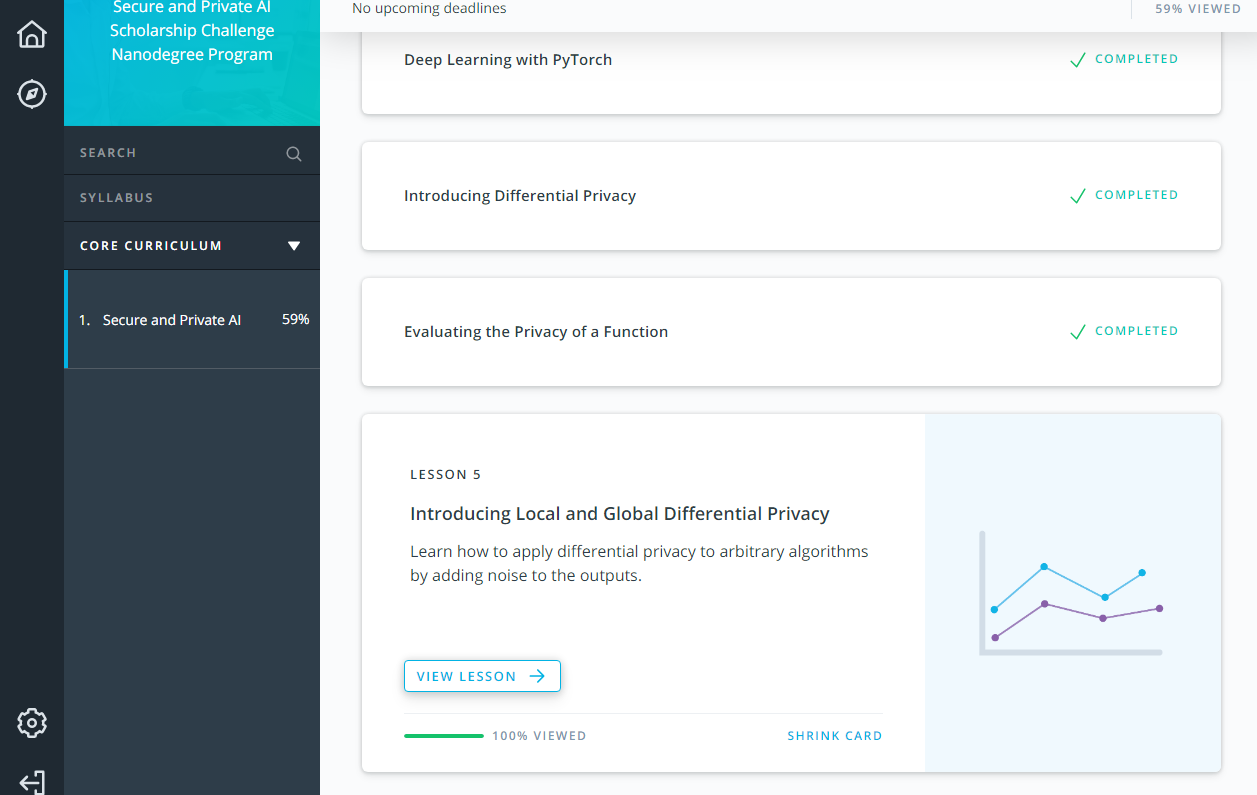 Secure and Private AI
Scholarship Challenge
Nanodegree Program
SEARCH
SYLLABUS
CORE CURRICULUM
1. Secure and Private AI 59%
No upcoming deadlines
59% VIEWED
Deep Learning with PyTorch
COMPLETED
Introducing Differential Privacy
COMPLETED
Evaluating the Privacy of a Function
COMPLETED
LESSON 5
Introducing Local and Global Differential Privacy
Learn how to apply differential privacy to arbitrary algorithms
by adding noise to the outputs.
VIEW LESSON
100% VIEWED
SHRINK CARD